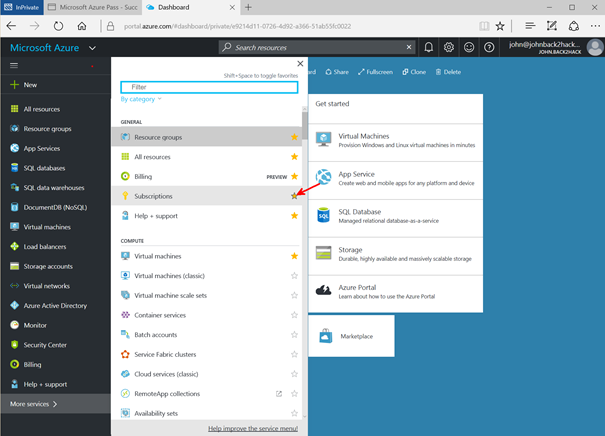 InPrivate
Microsoft Azure Pass - Succ
Dashboard
portal.azure.com/#dashboard/private/e9214d11-0726-4d92-a366-51ab55fc0022
Microsoft Azure
Search resources
john@johnback2hack...
JOHN.BACK2HACK
New
All resources
Resource groups
App Services
SQL databases
SQL data warehouses
DocumentDB (NoSQL)
Virtual machines
Load balancers
Storage accounts
Virtual networks
Azure Active Directory
Monitor
Security Center
Billing
Help + support
More services
Shift+Space to toggle favorites
Filter
By category
GENERAL
Resource groups
All resources
Billing PREVIEW
Subscriptions
Help + support
COMPUTE
Virtual machines
Virtual machines (classic)
Virtual machine scale sets
Container services
Batch accounts
Service Fabric clusters
Cloud services (classic)
RemoteApp collections
Availability sets
Help improve the service menu!
ard Share Fullscreen Clone Delete
Get started
Virtual Machines
Provision Windows and Linux virtual machines in minutes
App Service
Create web and mobile apps for any platform and device
SQL Database
Managed relational database-as-a-service
Storage
Durable, highly available and massively scalable storage
Azure Portal
Learn about how to use the Azure Portal
Marketplace